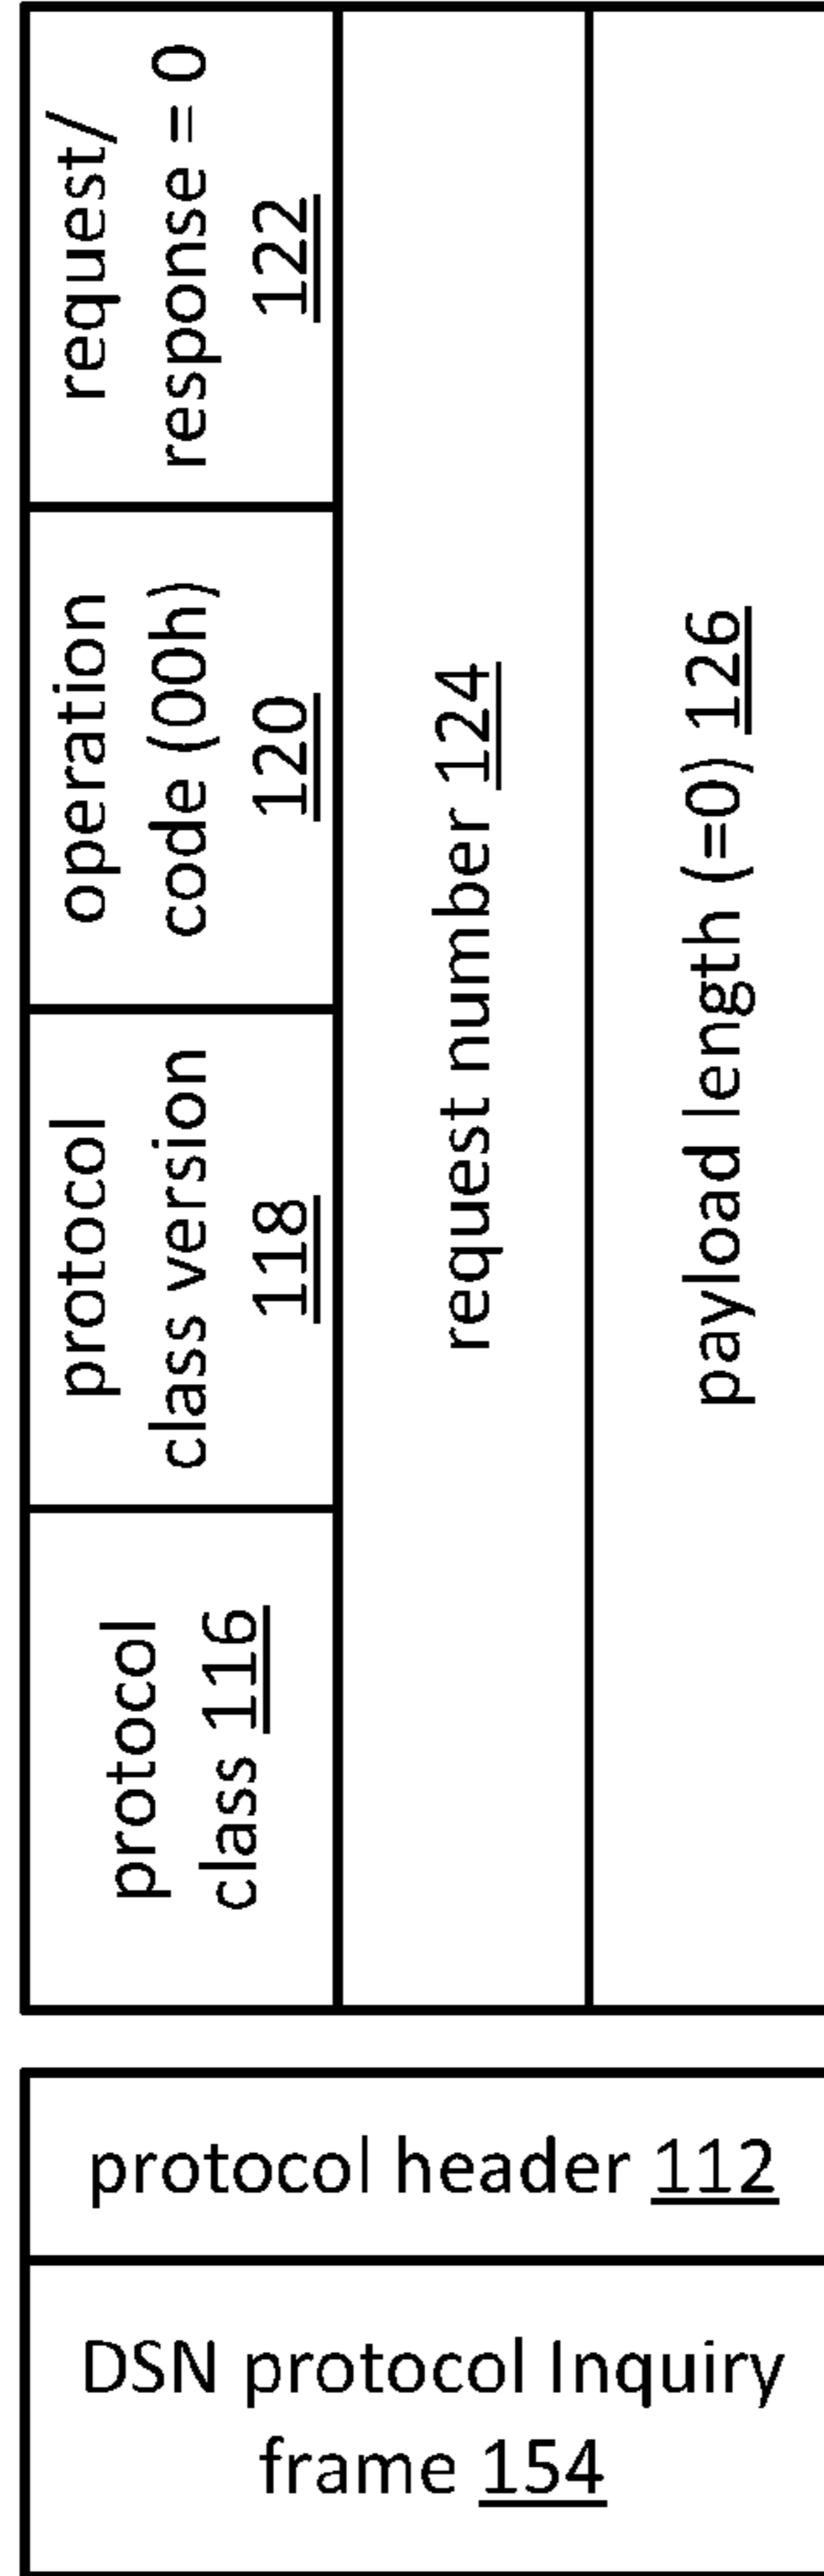 protocol
class 116
protocol
class version
118
operation
code (00h)
120
request/
response = 0
122
request number 124
payload length (=0) 126
protocol header 112
DSN protocol Inquiry
frame 154